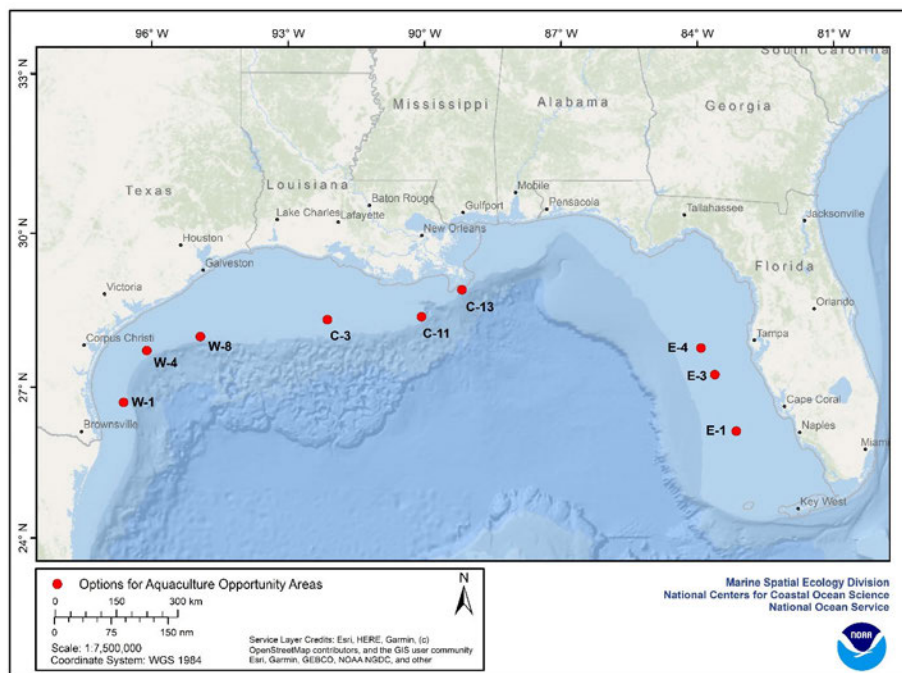 96° W 93° W 90° W 87° W 84° W 81° W
33° N
30° N
27° N
24° N
South Carolina
Mississippi
Alabama
Georgia
Texas
Louisiana
Florida
Baton Rouge
Mobile
Lake Charles
Lafayette
Gulfport
Pensacola
Tallahassee
Jacksonville
New Orleans
Houston
Galveston
Victoria
Orlando
Corpus Christi
Tampa
Cape Coral
Brownsville
Naples
Miami
Key West
C-13
C-11
C-3
W-8
W-4
W-1
E-4
E-3
E-1
Options for Aquaculture Opportunity Areas
0 150 300 km
0 75 150 nm
Scale: 1:7,500,000
Coordinate System: WGS 1984
N
Service Layer Credits: Esri, HERE, Garmin, (c)
OpenStreetMap contributors, and the GIS user community
Esri, Garmin, GEBCO, NOAA NGDC, and other
Marine Spatial Ecology Division
National Centers for Coastal Ocean Science
National Ocean Service
NOAA